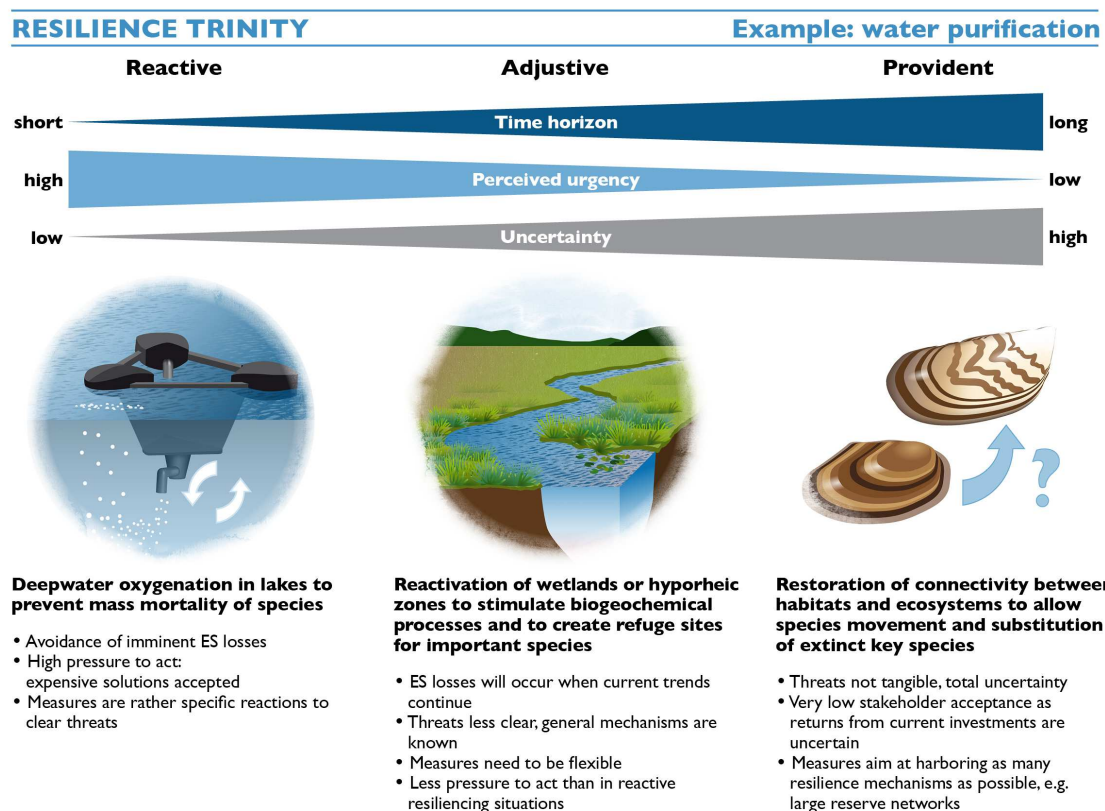 RESILIENCE TRINITY
Example: water purification
Reactive
Adjustive
Provident
short
Time horizon
long
high
Perceived urgency
low
low
Uncertainty
high
?
Deepwater oxygenation in lakes to
prevent mass mortality of species
• Avoidance of imminent ES losses
• High pressure to act:
expensive solutions accepted
• Measures are rather specific reactions to
clear threats
Reactivation of wetlands or hyporheic
zones to stimulate biogeochemical
processes and to create refuge sites
for important species
• ES losses will occur when current trends
continue
• Threats less clear, general mechanisms are
known
• Measures need to be flexible
• Less pressure to act than in reactive
resiliencing situations
Restoration of connectivity between
habitats and ecosystems to allow
species movement and substitution
of extinct key species
• Threats not tangible, total uncertainty
• Very low stakeholder acceptance as
returns from current investments are
uncertain
• Measures aim at harboring as many
resilience mechanisms as possible, e.g.
large reserve networks